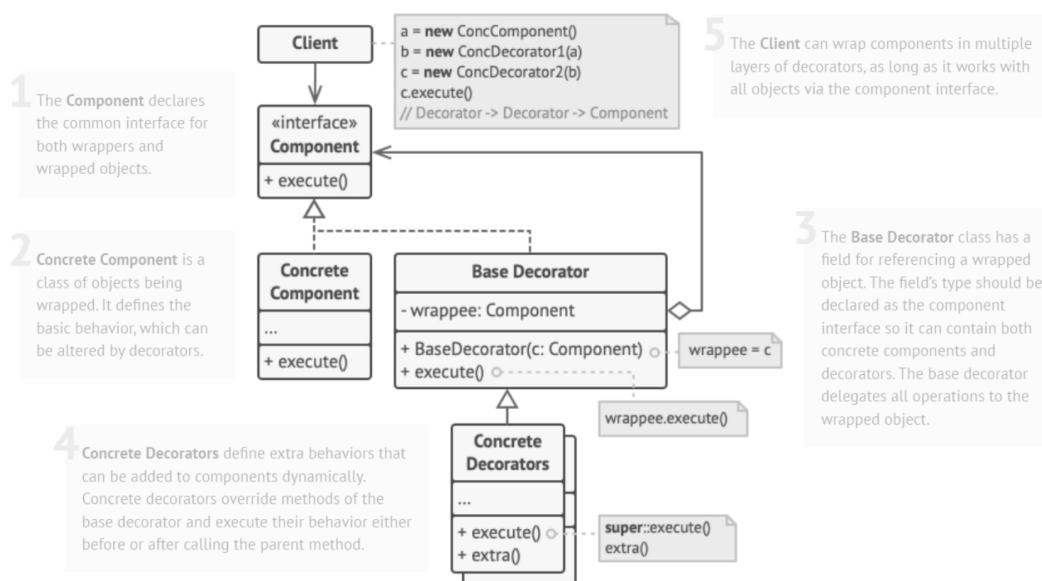 Client
a = new ConcComponent()
b = new ConcDecorator1(a)
c = new ConcDecorator2(b)
c.execute()
// Decorator -> Decorator -> Component
5
The Client can wrap components in multiple
layers of decorators, as long as it works with
all objects via the component interface.
1
The Component declares
the common interface for
both wrappers and
wrapped objects.
«interface»
Component
+ execute()
2
Concrete Component is a
class of objects being
wrapped. It defines the
basic behavior, which can
be altered by decorators.
Concrete
Component
...
+ execute()
Base Decorator
- wrappee: Component
+ BaseDecorator(c: Component)
+ execute()
wrappee = c
wrappee.execute()
3
The Base Decorator class has a
field for referencing a wrapped
object. The field's type should be
declared as the component
interface so it can contain both
concrete components and
decorators. The base decorator
delegates all operations to the
wrapped object.
4
Concrete Decorators define extra behaviors that
can be added to components dynamically.
Concrete decorators override methods of the
base decorator and execute their behavior either
before or after calling the parent method.
Concrete
Decorators
...
+ execute()
+ extra()
super::execute()
extra()